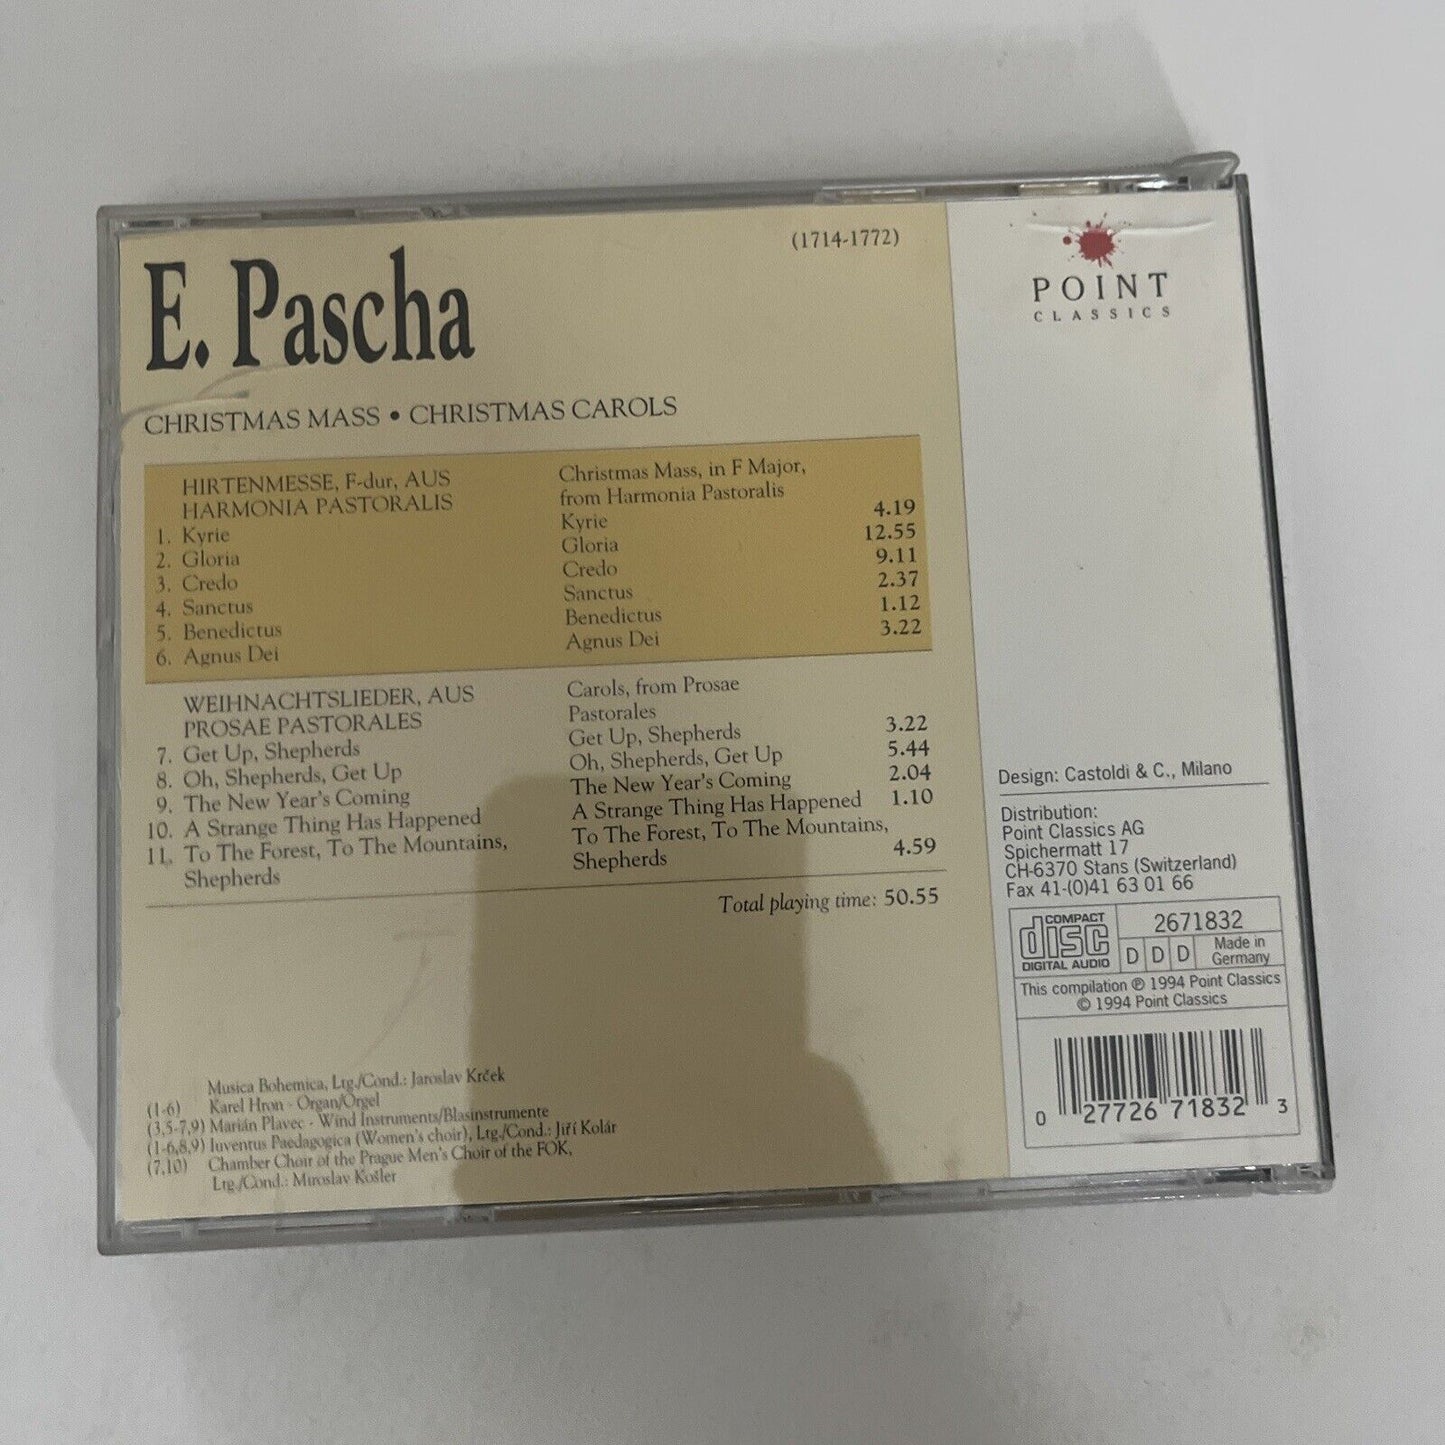 E. Pascha
(1714-1772)
CHRISTMAS MASS • CHRISTMAS CAROLS
HIRTENMESSE, F-dur, AUS
HARMONIA PASTORALIS
1. Kyrie
2. Gloria
3. Credo
4. Sanctus
5. Benedictus
6. Agnus Dei
Christmas Mass, in F Major,
from Harmonia Pastoralis
Kyrie 4.19
Gloria 12.55
Credo 9.11
Sanctus 2.37
Benedictus 1.12
Agnus Dei 3.22
WEIHNACHTSLIEDER, AUS
PROSAE PASTORALES
7. Get Up, Shepherds
8. Oh, Shepherds, Get Up
9. The New Year's Coming
10. A Strange Thing Has Happened
11. To The Forest, To The Mountains,
Shepherds
Carols, from Prosae
Pastorales
Get Up, Shepherds 3.22
Oh, Shepherds, Get Up 5.44
The New Year's Coming 2.04
A Strange Thing Has Happened 1.10
To The Forest, To The Mountains,
Shepherds 4.59
Total playing time: 50.55
Musica Bohemica, Ltg./Cond.: Jaroslav Krček
(1-6) Karel Hron - Organ/Orgel
(3,5-7,9) Marián Plavec - Wind Instruments/Blasinstrumente
(1-6,8,9) Iuventus Paedagogica (Women's choir), Ltg./Cond.: Jiří Kolár
(7,10) Chamber Choir of the Prague Men's Choir of the FOK,
Ltg./Cond.: Miroslav Košler
POINT
CLASSICS
Design: Castoldi & C., Milano
Distribution:
Point Classics AG
Spichermatt 17
CH-6370 Stans (Switzerland)
Fax 41-(0)41 63 01 66
COMPACT
disc
DIGITAL AUDIO
2671832
D D D
Made in
Germany
This compilation ℗ 1994 Point Classics
© 1994 Point Classics
0 27726 71832 3